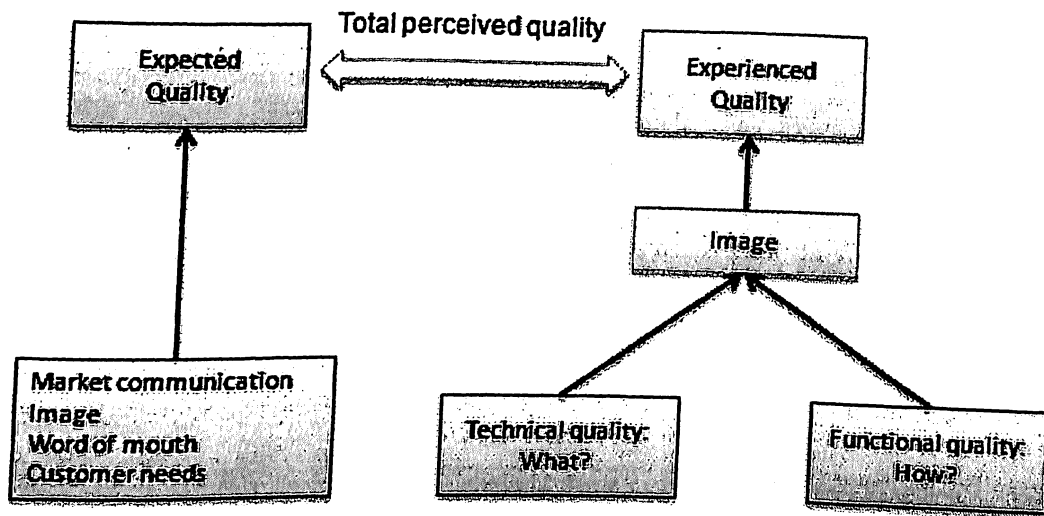 Total perceived quality
Expected
Quality
Experienced
Quality
Image
Market communication
Image
Word of mouth
Customer needs
Technical quality:
What?
Functional quality:
How?